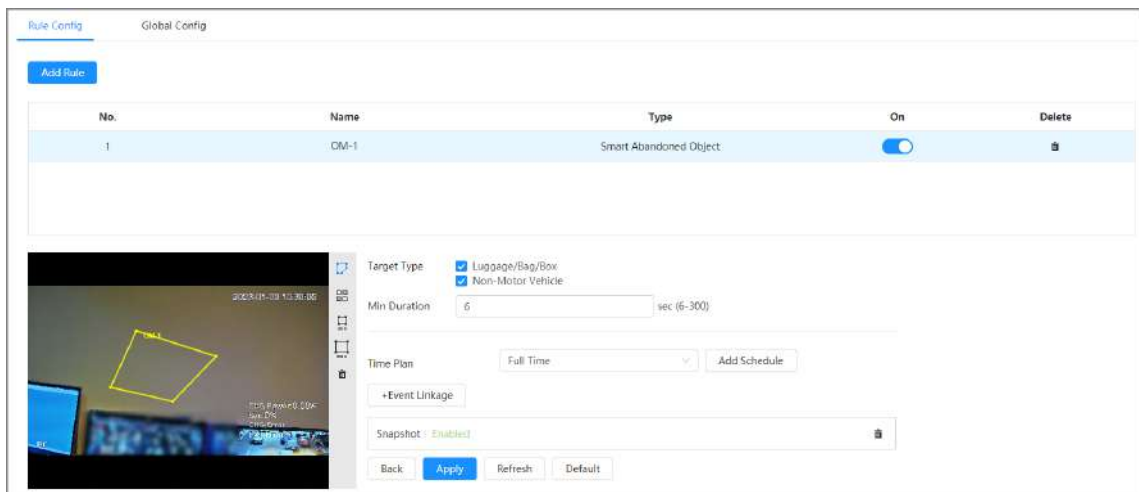 Rule Config Global Config
Add Rule
No. Name Type On Delete
1 OM-1 Smart Abandoned Object
Target Type Luggage/Bag/Box
Non-Motor Vehicle
Min Duration 6 sec (6-300)
OM-1
Time Plan Full Time Add Schedule
+Event Linkage
Snapshot : Enabled
Back Apply Refresh Default